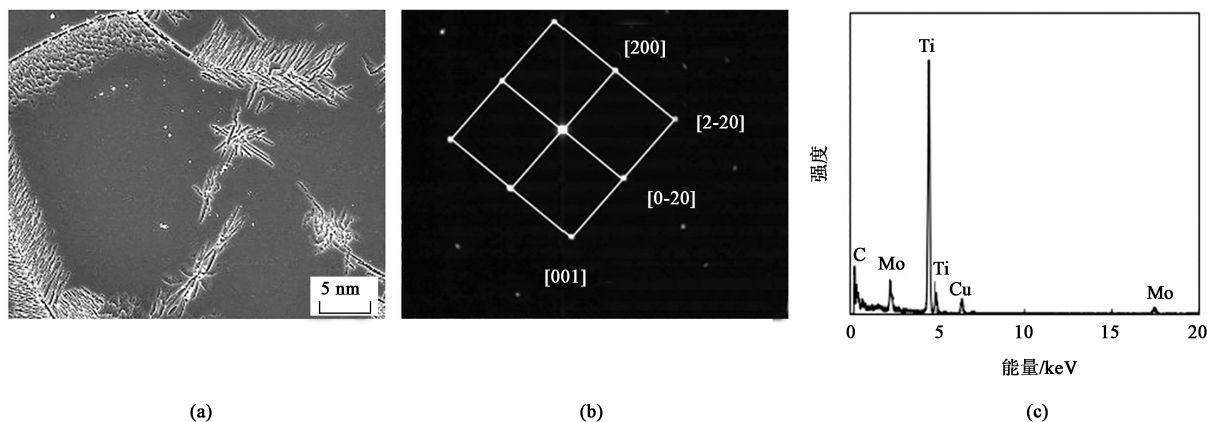 5 nm
(a)
[200]
[2-20]
[0-20]
[001]
(b)
强度
C
Mo
Ti
Ti
Cu
Mo
0
5
10
15
20
能量/keV
(c)